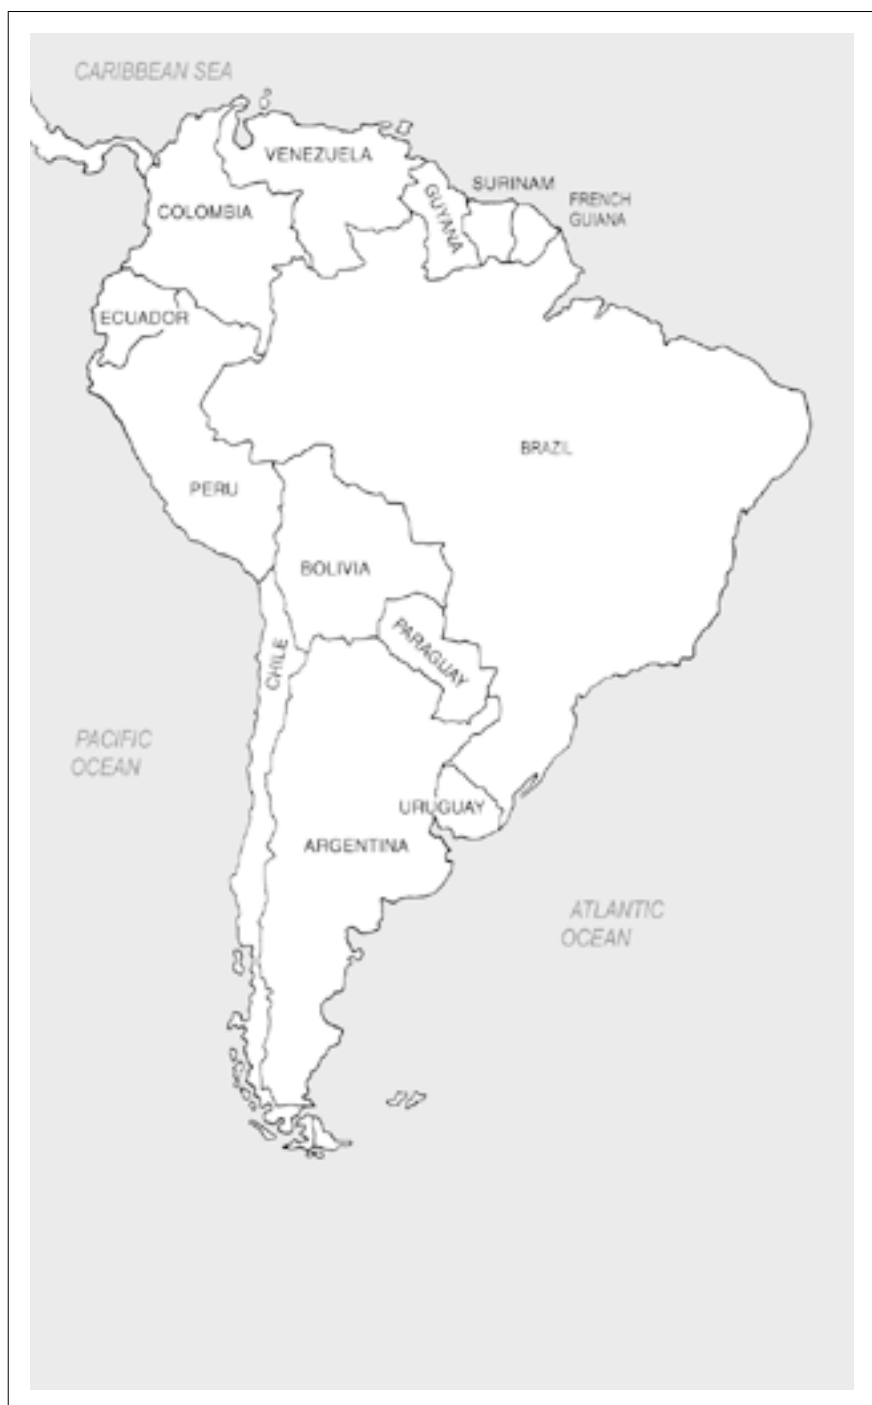 CARIBBEAN SEA
VENEZUELA
SURINAM
GUYANA
FRENCH
GUIANA
COLOMBIA
ECUADOR
BRAZIL
PERU
BOLIVIA
PARAGUAY
CHILE
PACIFIC
OCEAN
URUGUAY
ARGENTINA
ATLANTIC
OCEAN